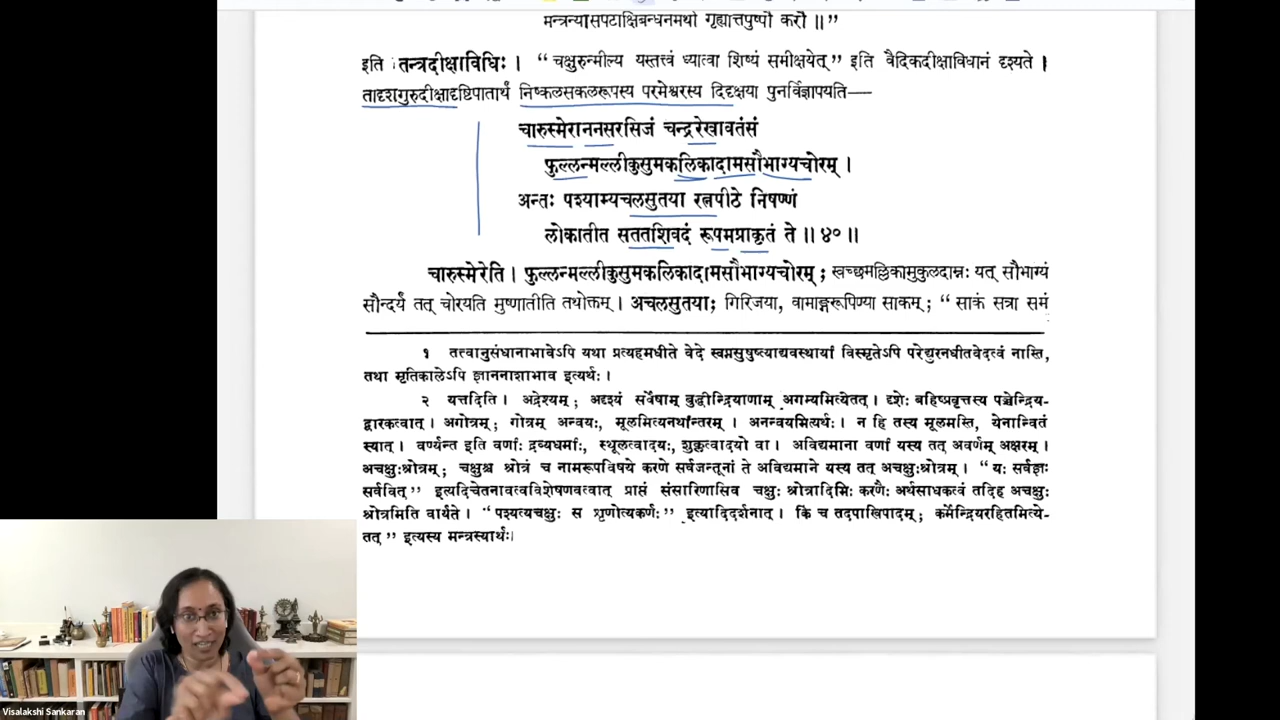 मन्त्रन्यासपटाक्षिबन्धनमथो गृह्यात्तपुष्पौ करौ ॥”
इति तन्त्रदीक्षाविधिः । “चक्षुरुन्मील्य यस्तत्त्वं ध्यात्वा शिष्यं समीक्षयेत्” इति वैदिकदीक्षाविधानं दृश्यते ।
तादृशगुरुदीक्षादृष्टिपातार्थं निष्कलसकलरूपस्य परमेश्वरस्य दिदृक्षया पुनर्विज्ञापयति—
चारुस्मेराननसरसिजं चन्द्ररेखावतंसं
फुल्लन्मल्लीकुसुमकलिकादामसौभाग्यचोरम् ।
अन्तः पश्याम्यचलसुतया रत्नपीठे निषण्णं
लोकातीतं सततशिवदं रूपमप्राकृतं ते ॥ ४० ॥
चारुस्मेरेति । फुल्लन्मल्लीकुसुमकलिकादामसौभाग्यचोरम् ; स्वच्छमल्लिकामुकुलदाम्नः यत् सौभाग्यं
सौन्दर्यं तत् चोरयति मुष्णातीति तथोक्तम् । अचलसुतया; गिरिजया, वामाङ्गरूपिण्या साकम् ; “साकं सत्रा समं
१ तत्त्वानुसंधानाभावेऽपि यथा प्रत्यहमधीते वेदे स्वप्नसुषुप्त्याद्यवस्थायां विस्मृतेऽपि परेद्युरनधीतवेदत्वं नास्ति,
तथा मृतिकालेऽपि ज्ञाननाशाभाव इत्यर्थः ।
२ यत्तदिति । अद्रेश्यम् ; अदृश्यं सर्वेषाम् बुद्धीन्द्रियाणाम् अगम्यमित्येतत् । दृशेः बहिष्प्रवृत्तस्य पञ्चेन्द्रिय-
द्वारकत्वात् । अगोत्रम् ; गोत्रम् अन्वयः, मूलमित्यनर्थान्तरम् । अनन्वयमित्यर्थः । न हि तस्य मूलमस्ति, येनान्वितं
स्यात् । वर्ण्यन्त इति वर्णाः द्रव्यधर्माः, स्थूलत्वादयः, शुक्लत्वादयो वा । अविद्यमाना वर्णा यस्य तत् अवर्णम् अक्षरम् ।
अचक्षुःश्रोत्रम् ; चक्षुश्च श्रोत्रं च नामरूपविषये करणे सर्वजन्तूनां ते अविद्यमाने यस्य तत् अचक्षुःश्रोत्रम् । “यः सर्वज्ञः
सर्ववित्” इत्यदिचेतनावत्वविशेषणवत्वात् प्राप्तं संसारिणामिव चक्षुः श्रोत्रादिमिः करणैः अर्थसाधकत्वं तदिह अचक्षुः
श्रोत्रमिति वार्यते । “पश्यत्यचक्षुः स शृणोत्यकर्णः” इत्यादिदर्शनात् । किं च तदपाणिपादम् ; कर्मेन्द्रियरहितमित्ये-
तत्” इत्यस्य मन्त्रस्यार्थः।
Visalakshi Sankaran